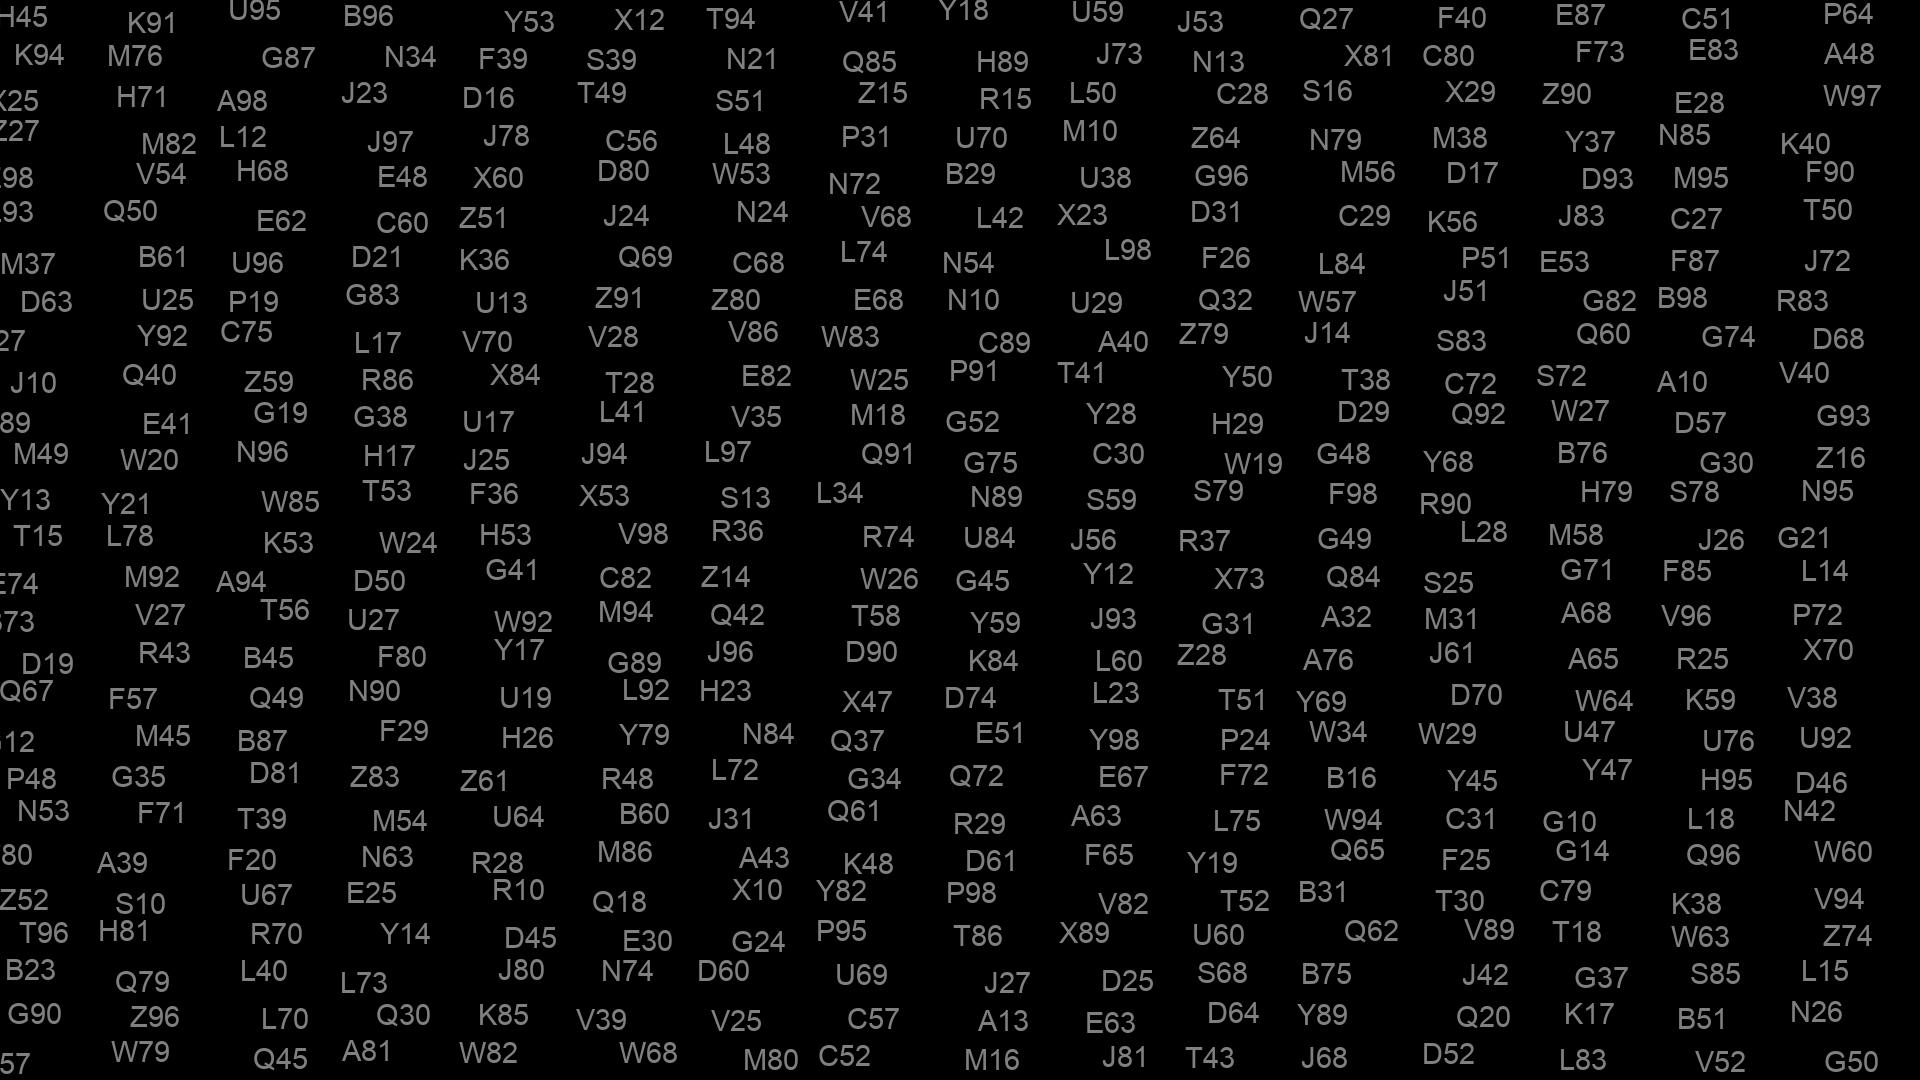 H45 K91 U95 B96 Y53 X12 T94 V41 Y18 U59 J53 Q27 F40 E87 C51 P64
K94 M76 G87 N34 F39 S39 N21 Q85 H89 J73 N13 X81 C80 F73 E83 A48
X25 H71 A98 J23 D16 T49 S51 Z15 R15 L50 C28 S16 X29 Z90 E28 W97
Z27 M82 L12 J97 J78 C56 L48 P31 U70 M10 Z64 N79 M38 Y37 N85 K40
98 V54 H68 E48 X60 D80 W53 N72 B29 U38 G96 M56 D17 D93 M95 F90
93 Q50 E62 C60 Z51 J24 N24 V68 L42 X23 D31 C29 K56 J83 C27 T50
M37 B61 U96 D21 K36 Q69 C68 L74 N54 L98 F26 L84 P51 E53 F87 J72
D63 U25 P19 G83 U13 Z91 Z80 E68 N10 U29 Q32 W57 J51 G82 B98 R83
27 Y92 C75 L17 V70 V28 V86 W83 C89 A40 Z79 J14 S83 Q60 G74 D68
J10 Q40 Z59 R86 X84 T28 E82 W25 P91 T41 Y50 T38 C72 S72 A10 V40
89 E41 G19 G38 U17 L41 V35 M18 G52 Y28 H29 D29 Q92 W27 D57 G93
M49 W20 N96 H17 J25 J94 L97 Q91 G75 C30 W19 G48 Y68 B76 G30 Z16
Y13 Y21 W85 T53 F36 X53 S13 L34 N89 S59 S79 F98 R90 H79 S78 N95
T15 L78 K53 W24 H53 V98 R36 R74 U84 J56 R37 G49 L28 M58 J26 G21
E74 M92 A94 D50 G41 C82 Z14 W26 G45 Y12 X73 Q84 S25 G71 F85 L14
73 V27 T56 U27 W92 M94 Q42 T58 Y59 J93 G31 A32 M31 A68 V96 P72
D19 R43 B45 F80 Y17 G89 J96 D90 K84 L60 Z28 A76 J61 A65 R25 X70
Q67 F57 Q49 N90 U19 L92 H23 X47 D74 L23 T51 Y69 D70 W64 K59 V38
12 M45 B87 F29 H26 Y79 N84 Q37 E51 Y98 P24 W34 W29 U47 U76 U92
P48 G35 D81 Z83 Z61 R48 L72 G34 Q72 E67 F72 B16 Y45 Y47 H95 D46
N53 F71 T39 M54 U64 B60 J31 Q61 R29 A63 L75 W94 C31 G10 L18 N42
80 A39 F20 N63 R28 M86 A43 K48 D61 F65 Y19 Q65 F25 G14 Q96 W60
Z52 S10 U67 E25 R10 Q18 X10 Y82 P98 V82 T52 B31 T30 C79 K38 V94
T96 H81 R70 Y14 D45 E30 G24 P95 T86 X89 U60 Q62 V89 T18 W63 Z74
B23 Q79 L40 L73 J80 N74 D60 U69 J27 D25 S68 B75 J42 G37 S85 L15
G90 Z96 L70 Q30 K85 V39 V25 C57 A13 E63 D64 Y89 Q20 K17 B51 N26
57 W79 Q45 A81 W82 W68 M80 C52 M16 J81 T43 J68 D52 L83 V52 G50